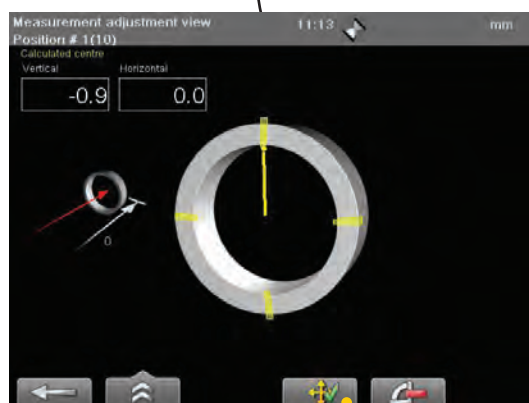 Measurement adjustment view
11:13
mm
Position # 1(10)
Calculated centre
Vertical
Horizontal
-0.9
0.0
0